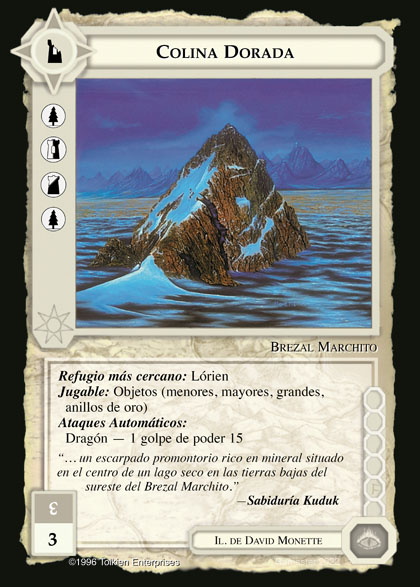 COLINA DORADA
BREZAL MARCHITO
Refugio más cercano: Lórien
Jugable: Objetos (menores, mayores, grandes,
anillos de oro)
Ataques Automáticos:
Dragón — 1 golpe de poder 15
“… un escarpado promontorio rico en mineral situado
en el centro de un lago seco en las tierras bajas del
sureste del Brezal Marchito.”
—Sabiduría Kuduk
3
IL. DE DAVID MONETTE
©1996 Tolkien Enterprises